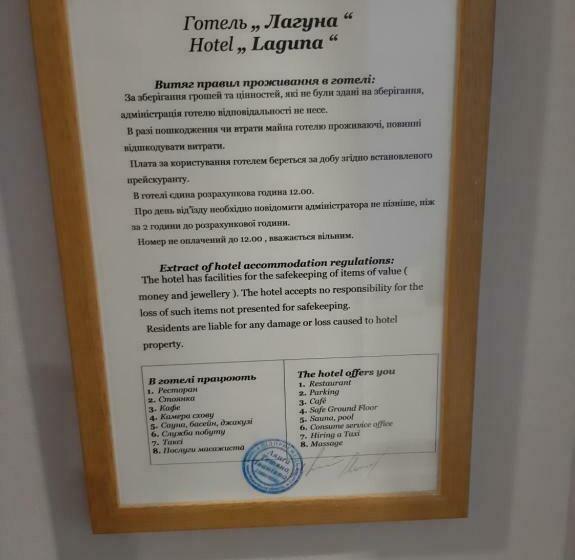 Готель „ Лагуна “
Hotel „ Laguna “
Витяг правил проживання в готелі:
За зберігання грошей та цінностей, які не були здані на зберігання,
адміністрація готелю відповідальності не несе.
В разі пошкодження чи втрати майна готелю проживаючі, повинні
відшкодувати витрати.
Плата за користування готелем береться за добу згідно встановленого
прейскуранту.
В готелі єдина розрахункова година 12.00.
Про день від'їзду необхідно повідомити адміністратора не пізніше, ніж
за 2 години до розрахункової години.
Номер не оплачений до 12.00 , вважається вільним.
Extract of hotel accommodation regulations:
The hotel has facilities for the safekeeping of items of value (
money and jewellery ). The hotel accepts no responsibility for the
loss of such items not presented for safekeeping.
Residents are liable for any damage or loss caused to hotel
property.
В готелі працюють
1. Ресторан
2. Стоянка
3. Кафе
4. Камера схову
5. Сауна, басейн, джакузі
6. Служба побуту
7. Таксі
8. Послуги масажиста
The hotel offers you
1. Restaurant
2. Parking
3. Café
4. Safe Ground Floor
5. Sauna, pool
6. Consume service office
7. Hiring a Taxi
8. Massage